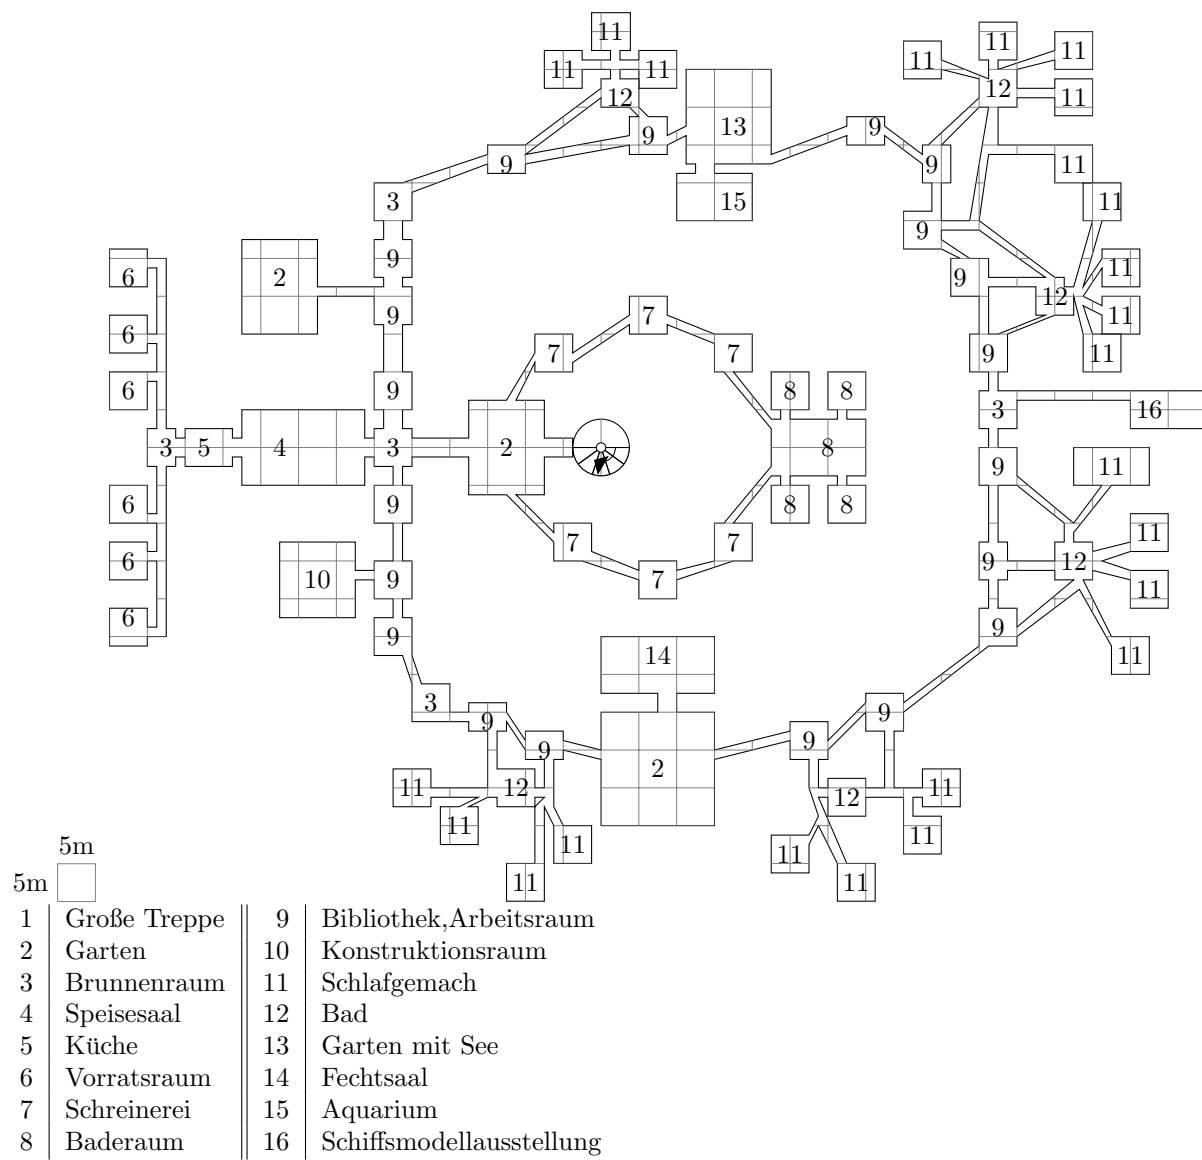 11
11 11
12
11 11
11
12 11
9 13 9
9 9 11
3 15 11
9
9 2 6
11
9 12
9 7 11
6 7 7 9 11
6 9 8 8
3 16
3 5 4 3 2 8
9 11
6 9 8 8
11
6 7 7 9 12
10 9 7 11
6 9 9
14 11
3
9 9
9 9
2
11 12 12 11
11 11
11 11
11 11
5m
5m
1 Große Treppe 9 Bibliothek,Arbeitsraum
2 Garten 10 Konstruktionsraum
3 Brunnenraum 11 Schlafgemach
4 Speisesaal 12 Bad
5 Küche 13 Garten mit See
6 Vorratsraum 14 Fechtsaal
7 Schreinerei 15 Aquarium
8 Baderaum 16 Schiffsmodellausstellung